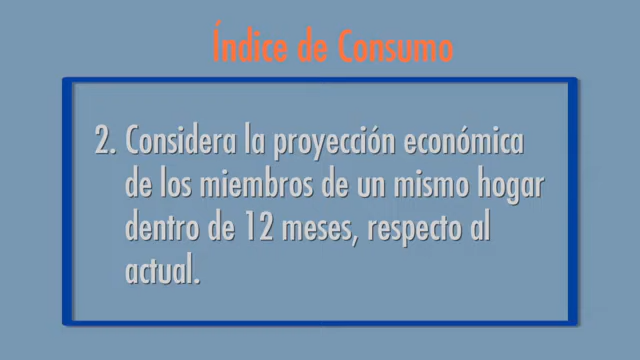 Índice de Consumo
2. Considera la proyección económica
de los miembros de un mismo hogar
dentro de 12 meses, respecto al
actual.